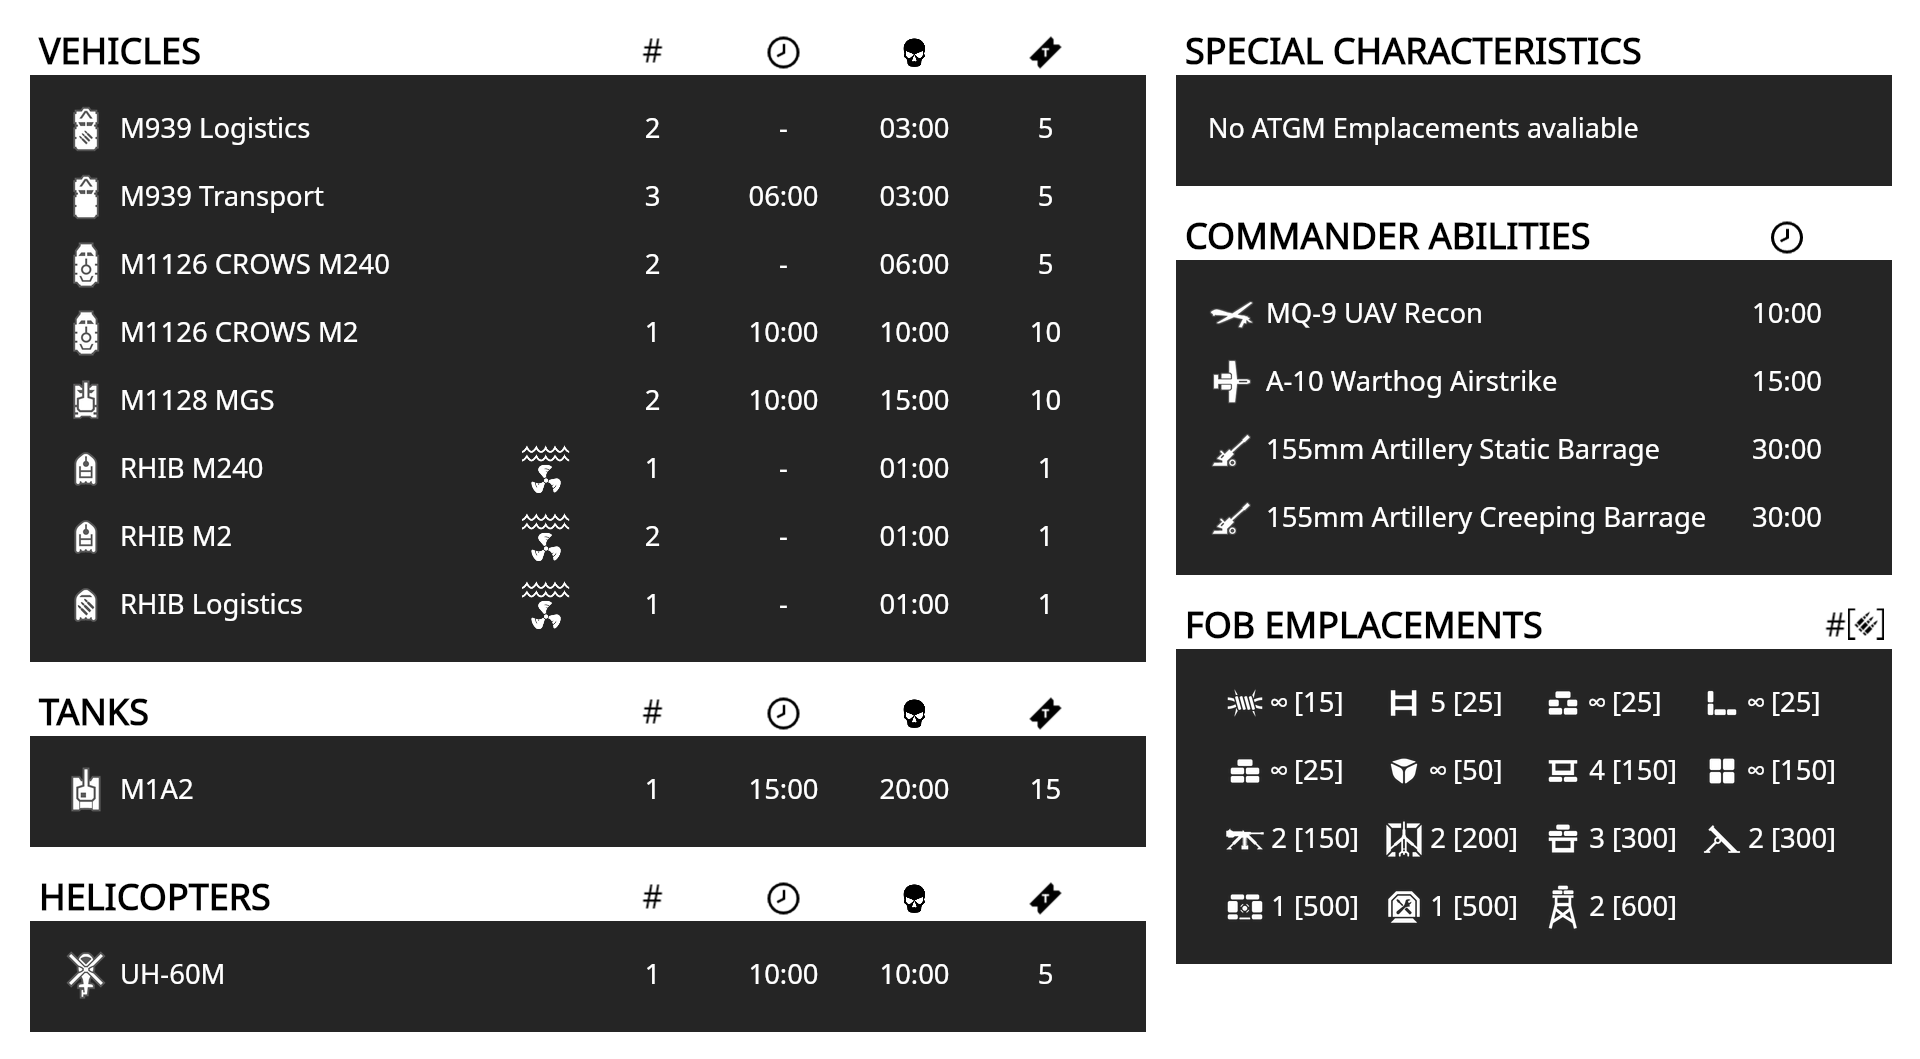 VEHICLES #
M939 Logistics 2 - 03:00 5
M939 Transport 3 06:00 03:00 5
M1126 CROWS M240 2 - 06:00 5
M1126 CROWS M2 1 10:00 10:00 10
M1128 MGS 2 10:00 15:00 10
RHIB M240 1 - 01:00 1
RHIB M2 2 - 01:00 1
RHIB Logistics 1 - 01:00 1
TANKS #
M1A2 1 15:00 20:00 15
HELICOPTERS #
UH-60M 1 10:00 10:00 5
SPECIAL CHARACTERISTICS
No ATGM Emplacements avaliable
COMMANDER ABILITIES
MQ-9 UAV Recon 10:00
A-10 Warthog Airstrike 15:00
155mm Artillery Static Barrage 30:00
155mm Artillery Creeping Barrage 30:00
FOB EMPLACEMENTS #[]
∞ [15] 5 [25] ∞ [25] ∞ [25]
∞ [25] ∞ [50] 4 [150] ∞ [150]
2 [150] 2 [200] 3 [300] 2 [300]
1 [500] 1 [500] 2 [600]